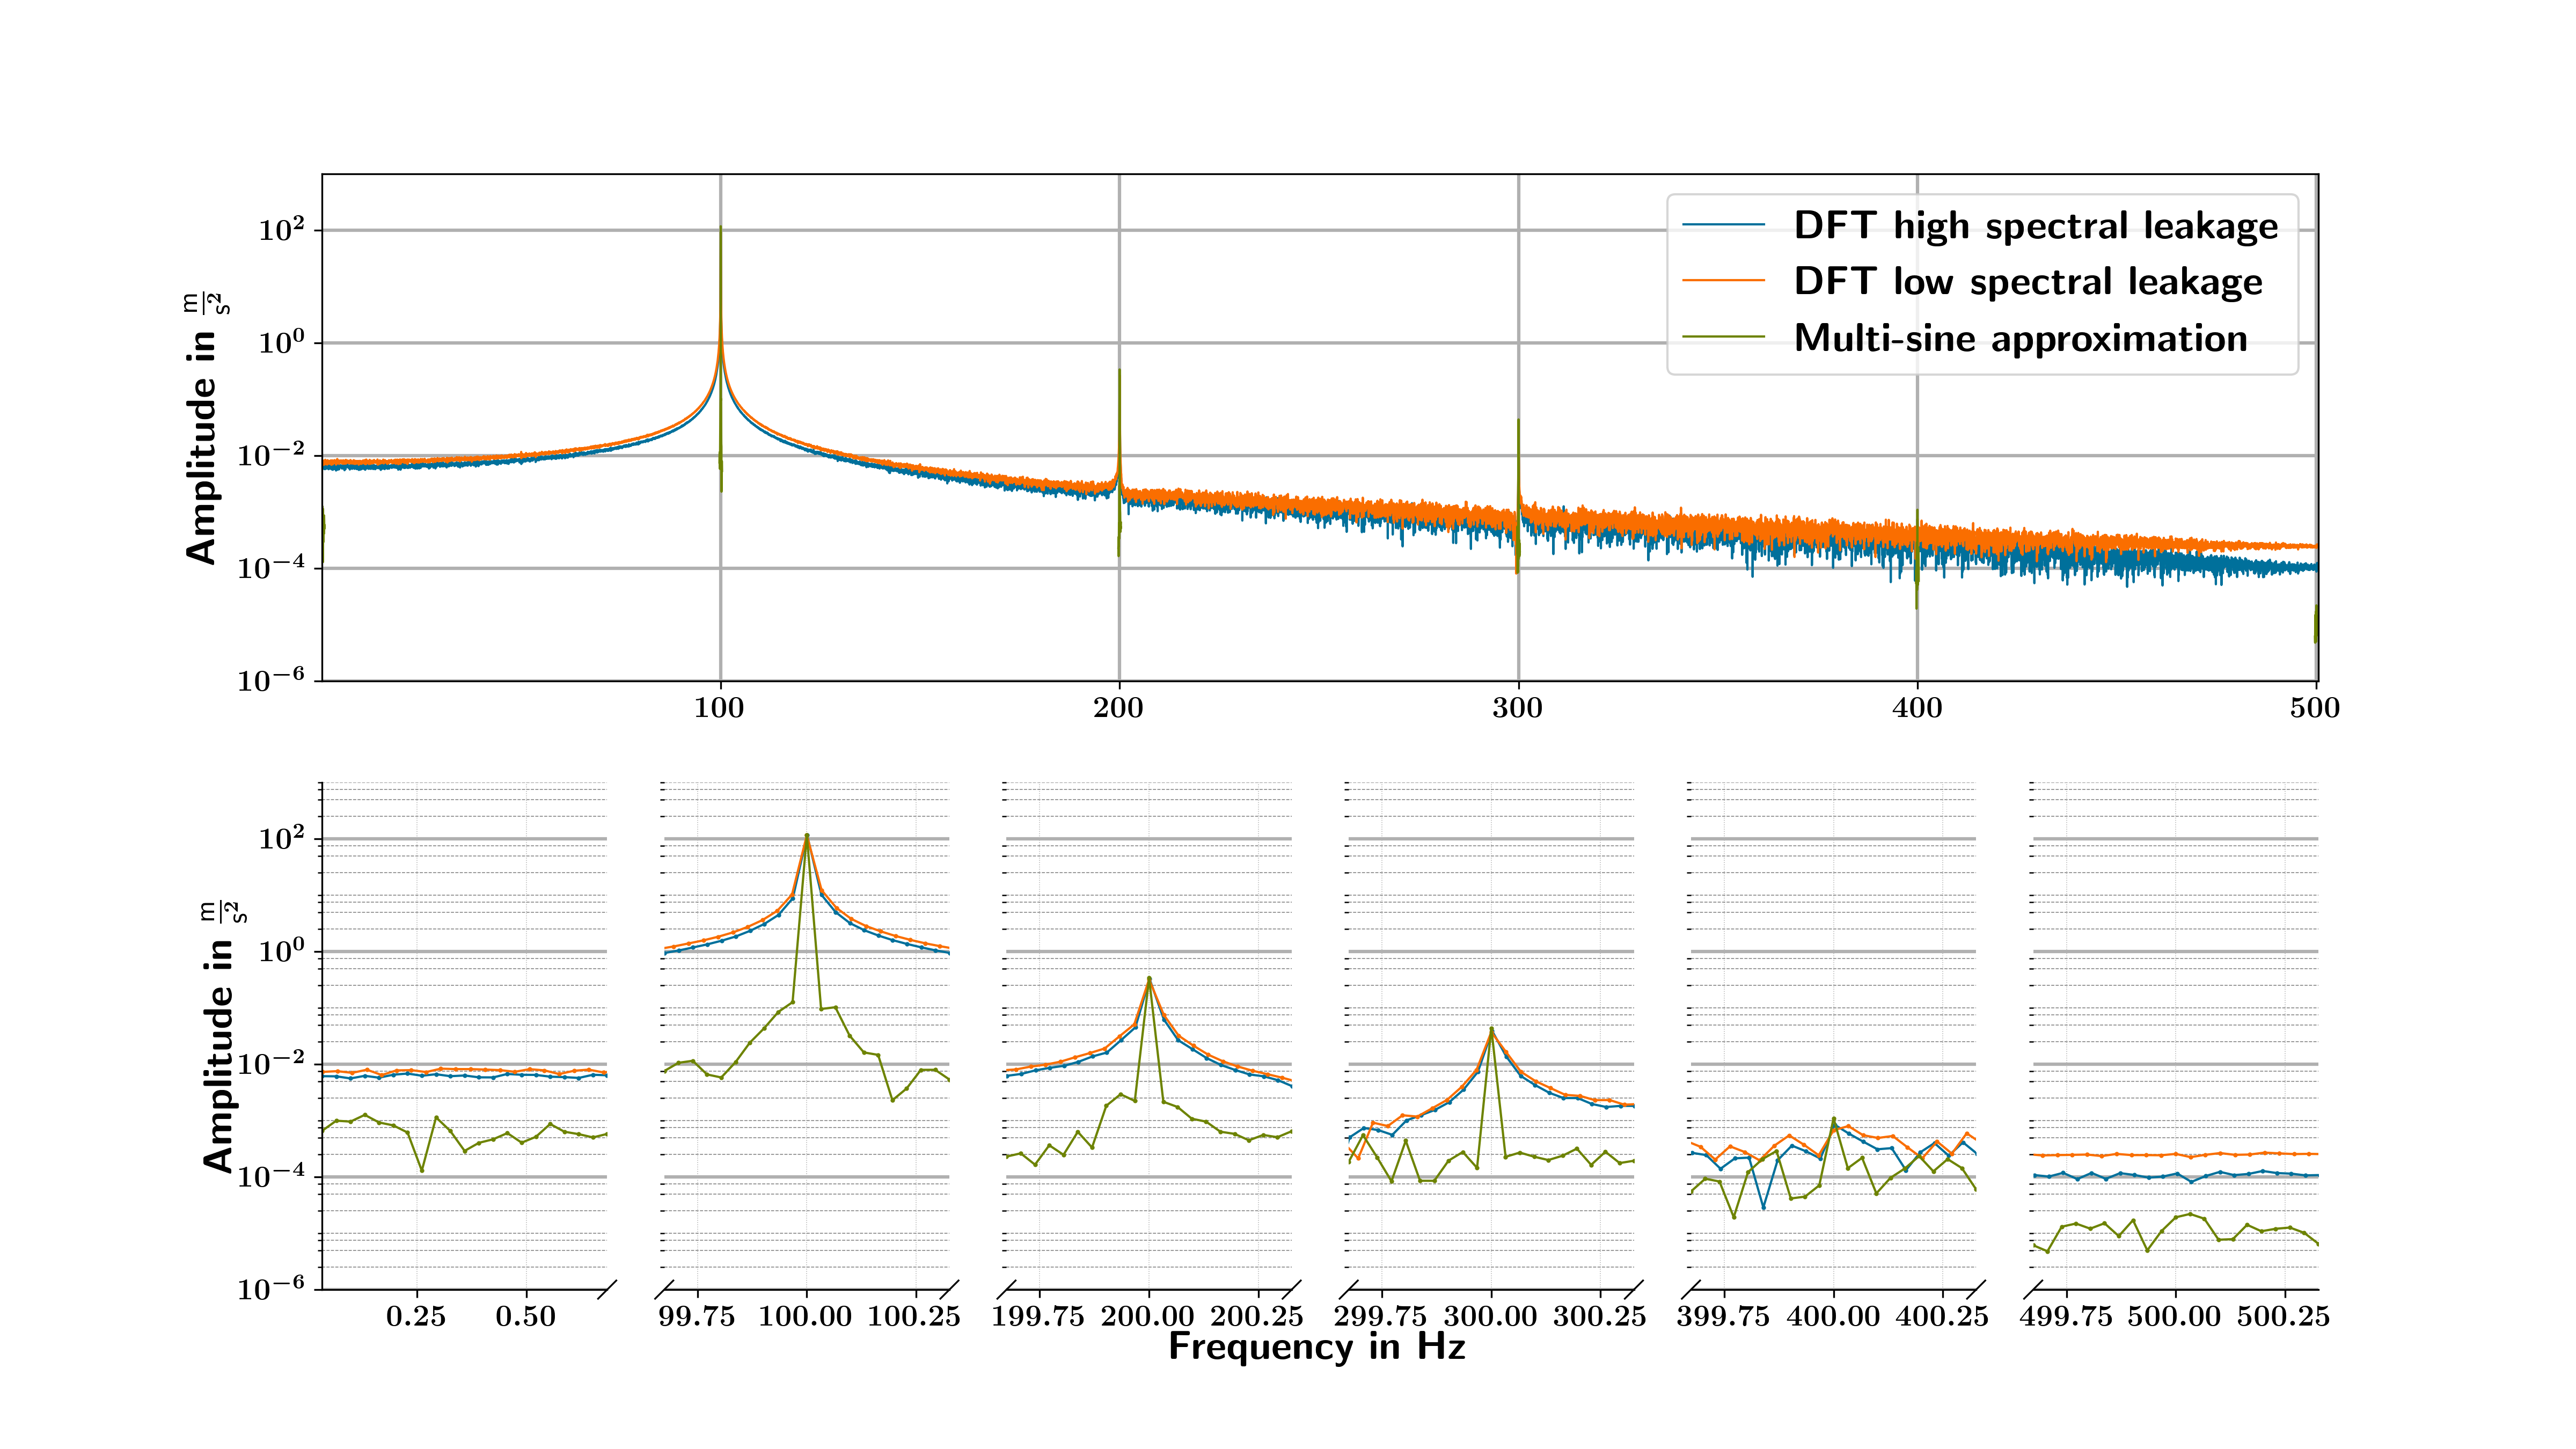 DFT high spectral leakage
DFT low spectral leakage
Multi-sine approximation
Amplitude in m/s²
10²
10⁰
10⁻²
10⁻⁴
10⁻⁶
100 200 300 400 500
Amplitude in m/s²
10²
10⁰
10⁻²
10⁻⁴
10⁻⁶
0.25 0.50 99.75 100.00 100.25 199.75 200.00 200.25 299.75 300.00 300.25 399.75 400.00 400.25 499.75 500.00 500.25
Frequency in Hz